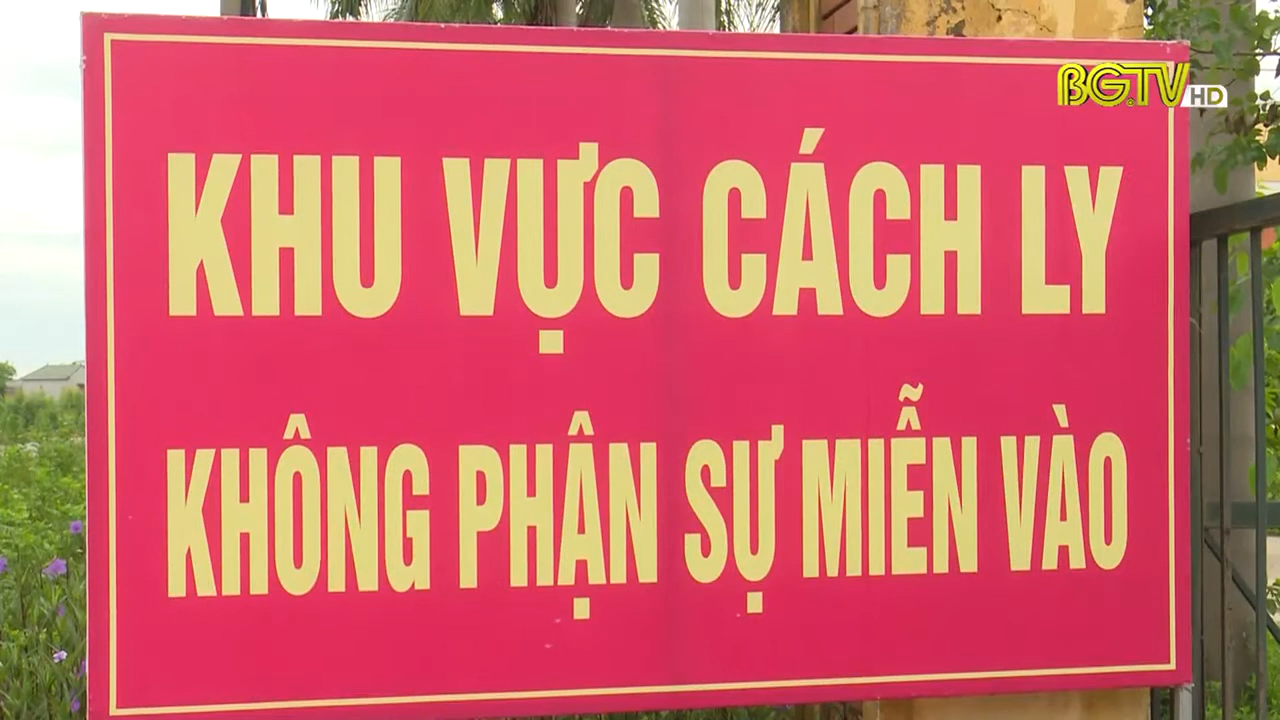 BGTV HD
KHU VỰC CÁCH LY
KHÔNG PHẬN SỰ MIỄN VÀO